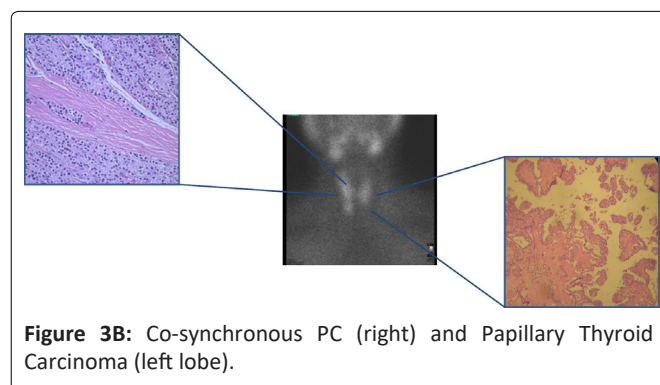 Figure 3B: Co-synchronous PC (right) and Papillary Thyroid
Carcinoma (left lobe).